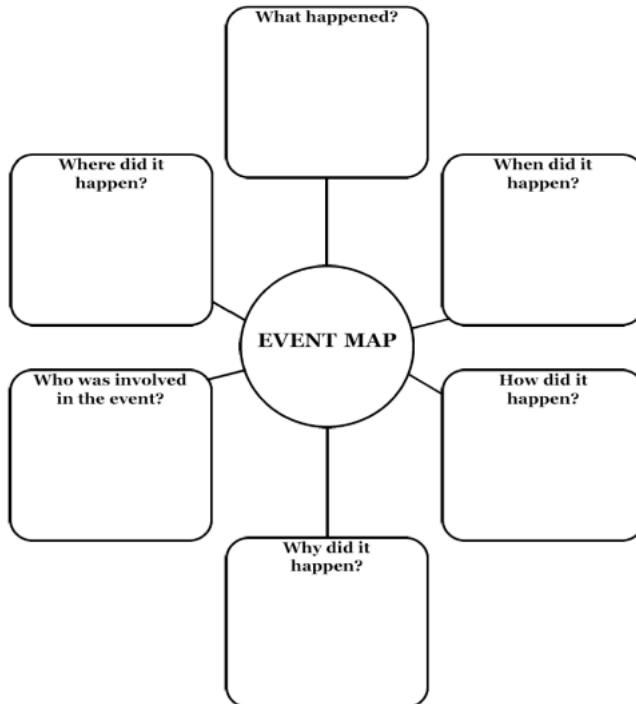 What happened?
Where did it
happen?
When did it
happen?
EVENT MAP
Who was involved
in the event?
How did it
happen?
Why did it
happen?